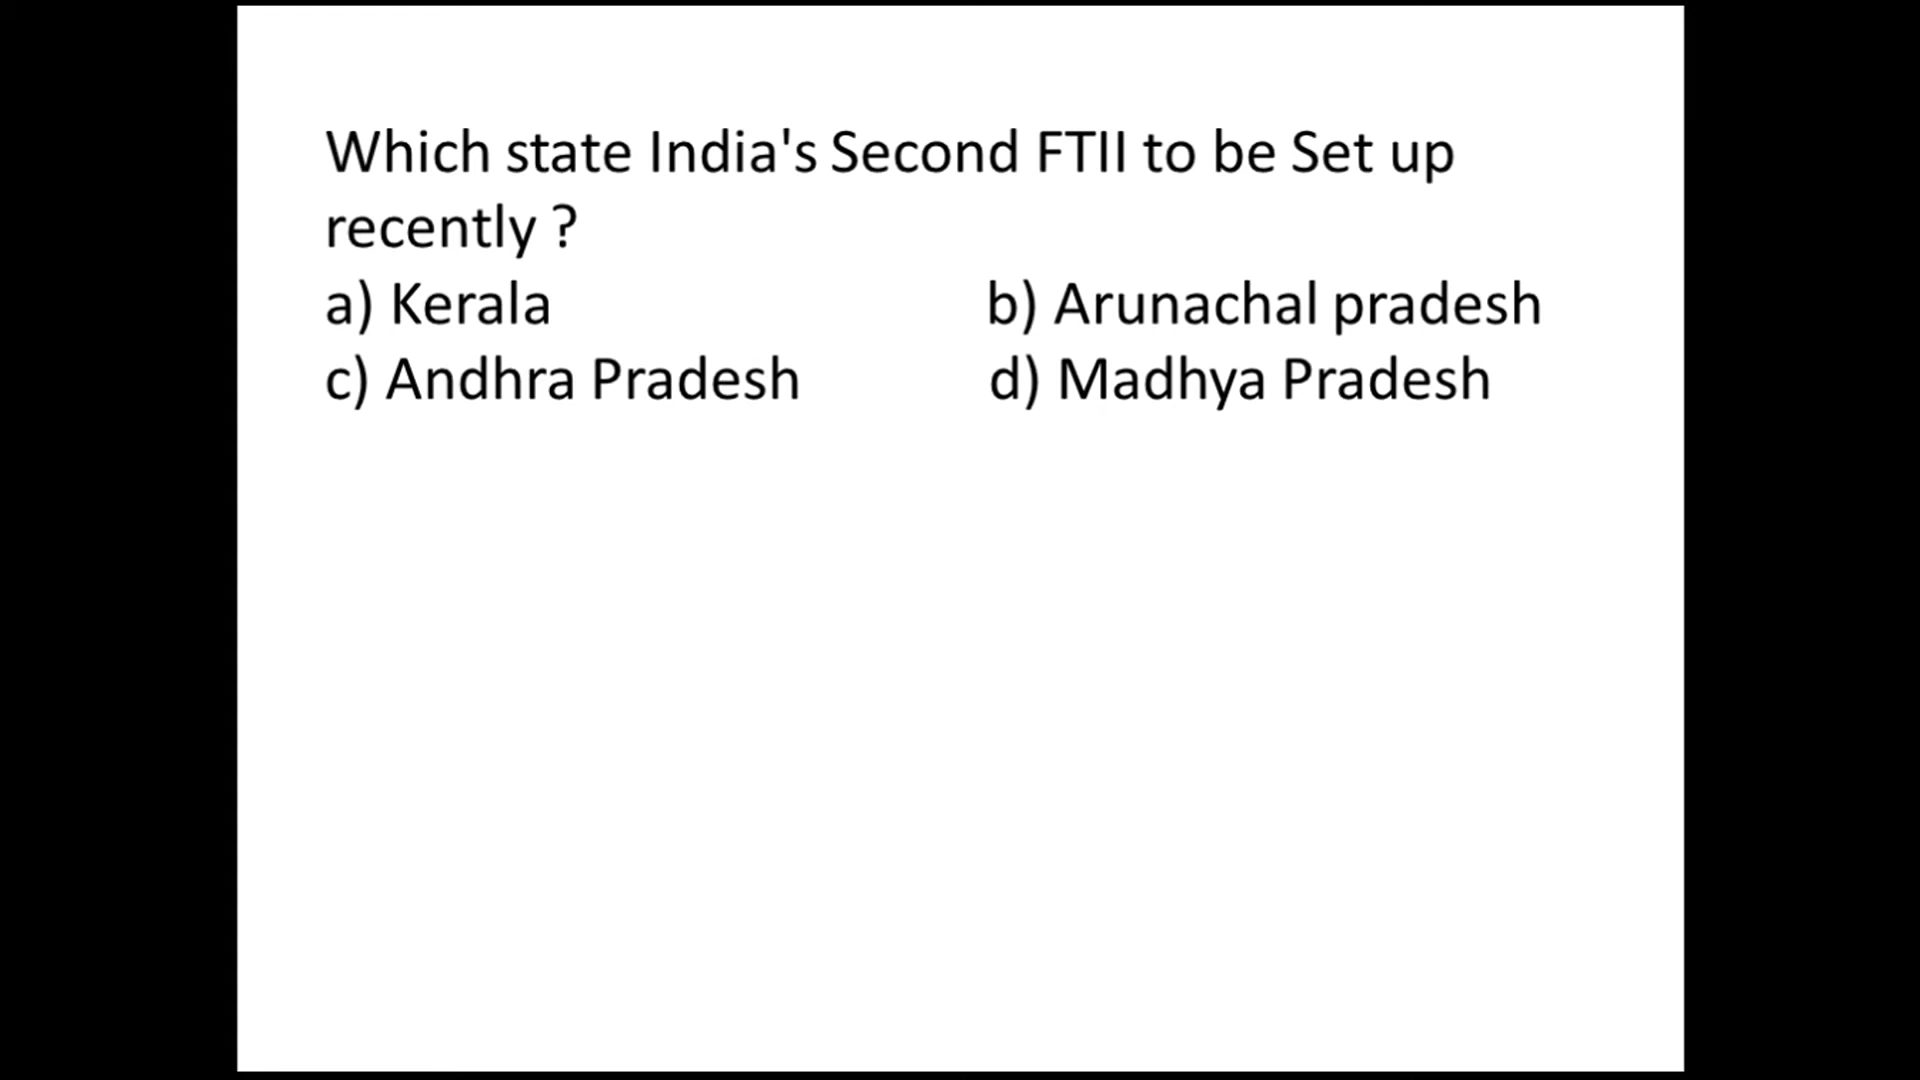 Which state India's Second FTII to be Set up
recently ?
a) Kerala b) Arunachal pradesh
c) Andhra Pradesh d) Madhya Pradesh